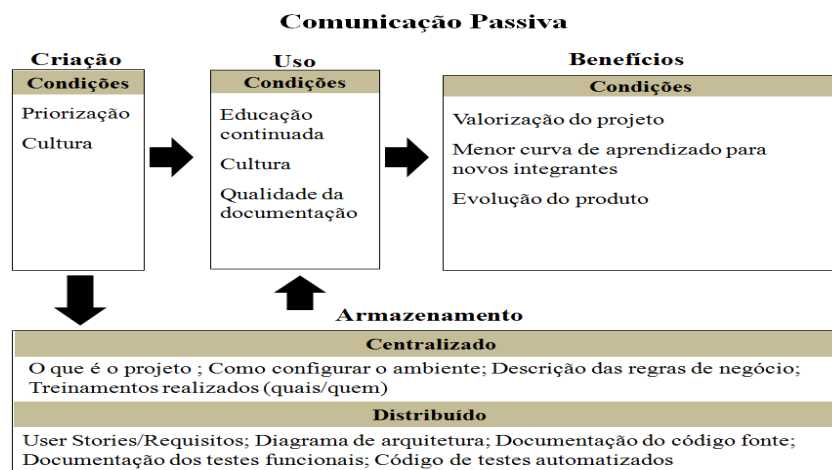 Comunicação Passiva
Criação
Condições
Priorização
Cultura
Uso
Condições
Educação
continuada
Cultura
Qualidade da
documentação
Benefícios
Condições
Valorização do projeto
Menor curva de aprendizado para
novos integrantes
Evolução do produto
Armazenamento
Centralizado
O que é o projeto ; Como configurar o ambiente; Descrição das regras de negócio;
Treinamentos realizados (quais/quem)
Distribuído
User Stories/Requisitos; Diagrama de arquitetura; Documentação do código fonte;
Documentação dos testes funcionais; Código de testes automatizados